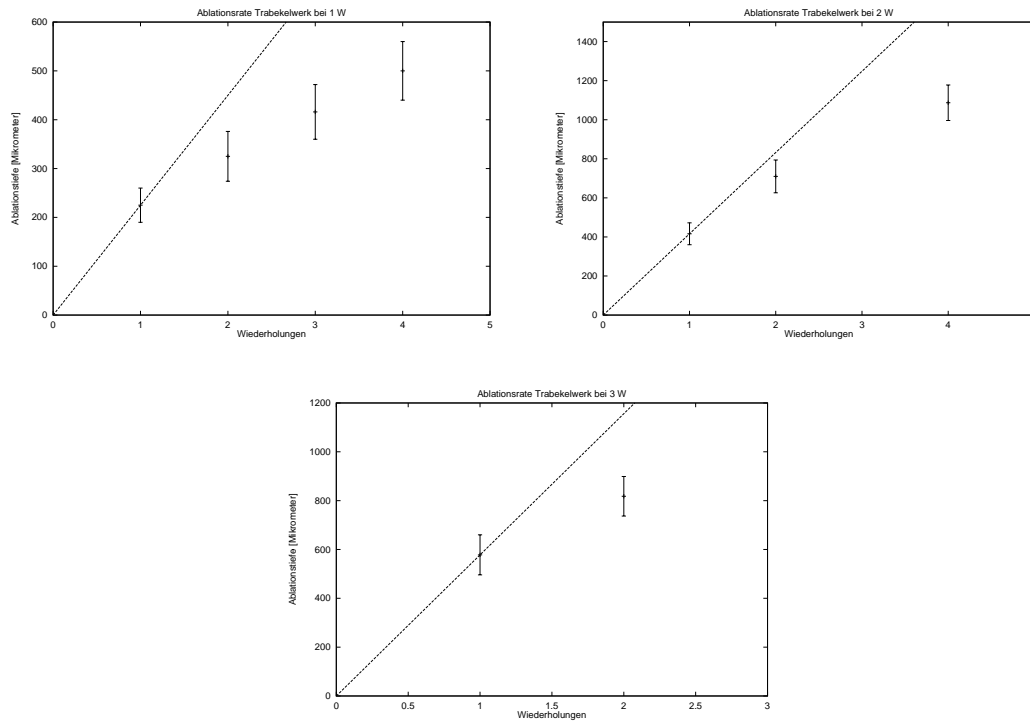 Ablationsrate Trabekelwerk bei 1 W
600
500
400
300
200
100
0
Ablationstiefe [Mikrometer]
0 1 2 3 4 5
Wiederholungen
Ablationsrate Trabekelwerk bei 2 W
1400
1200
1000
800
600
400
200
0
Ablationstiefe [Mikrometer]
0 1 2 3 4
Wiederholungen
Ablationsrate Trabekelwerk bei 3 W
1200
1000
800
600
400
200
0
Ablationstiefe [Mikrometer]
0 0.5 1 1.5 2 2.5 3
Wiederholungen